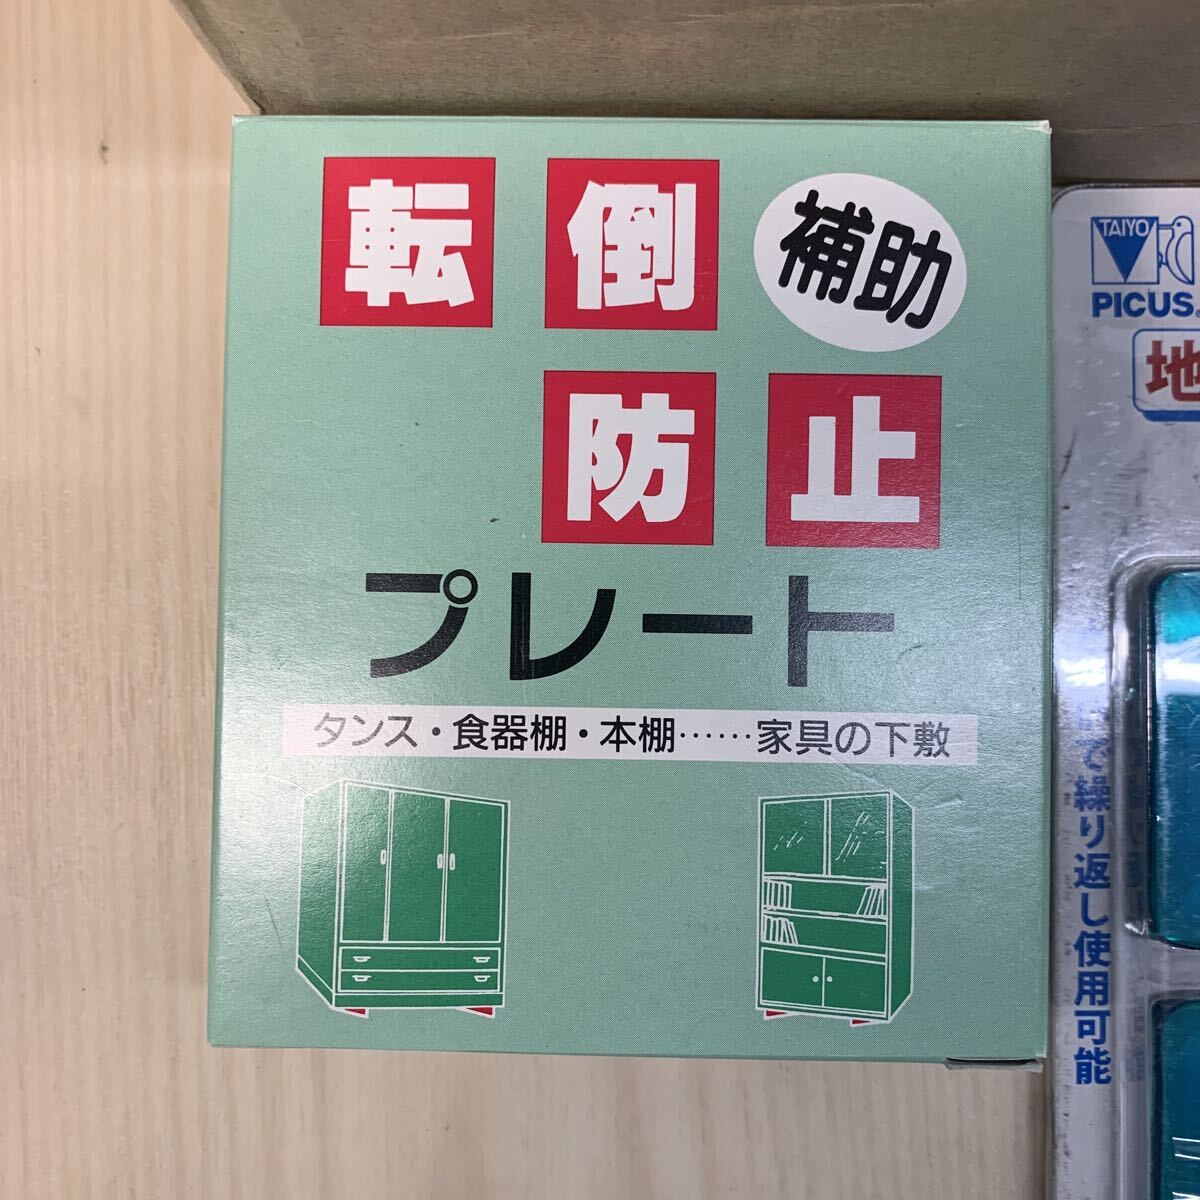 転倒補助
防止
プレート
タンス・食器棚・本棚……家具の下敷
TAIYO
PICUS
地
で繰り返し使用可能